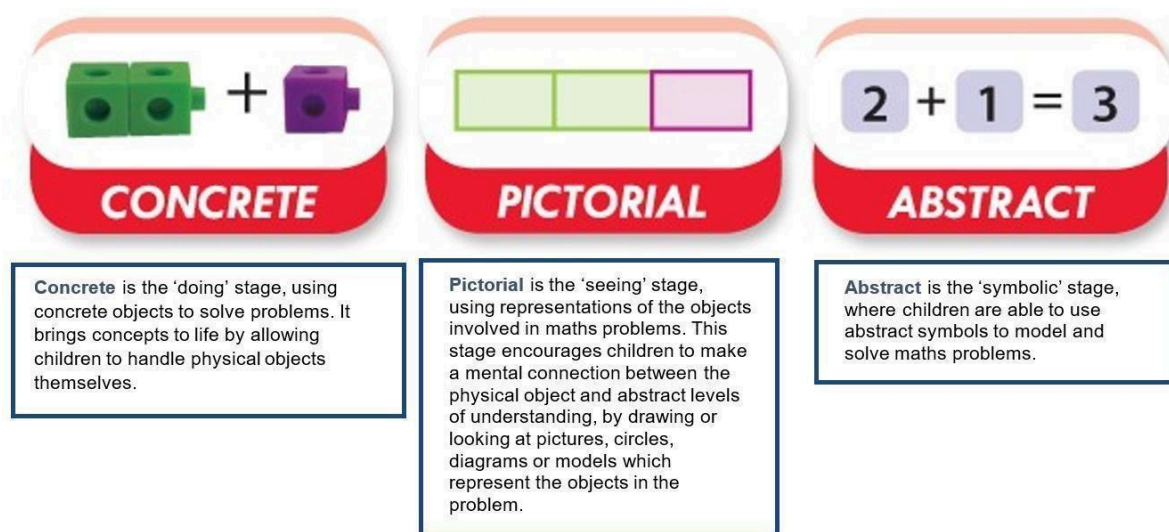 +
2 + 1 = 3
CONCRETE
PICTORIAL
ABSTRACT
Concrete is the ‘doing’ stage, using
concrete objects to solve problems. It
brings concepts to life by allowing
children to handle physical objects
themselves.
Pictorial is the ‘seeing’ stage,
using representations of the objects
involved in maths problems. This
stage encourages children to make
a mental connection between the
physical object and abstract levels
of understanding, by drawing or
looking at pictures, circles,
diagrams or models which
represent the objects in the
problem.
Abstract is the ‘symbolic’ stage,
where children are able to use
abstract symbols to model and
solve maths problems.